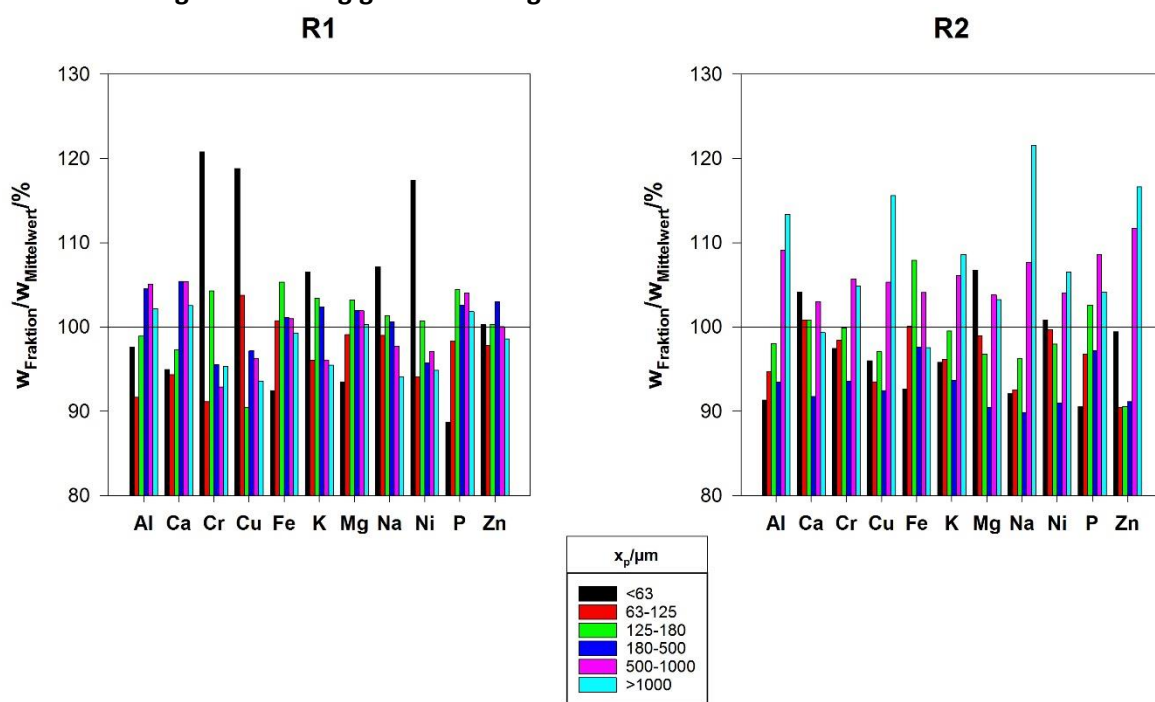 R1
R2
130
120
110
100
90
80
w_Fraktion/w_Mittelwert/%
Al Ca Cr Cu Fe K Mg Na Ni P Zn
130
120
110
100
90
80
w_Fraktion/w_Mittelwert/%
Al Ca Cr Cu Fe K Mg Na Ni P Zn
x_p/µm
<63
63-125
125-180
180-500
500-1000
>1000